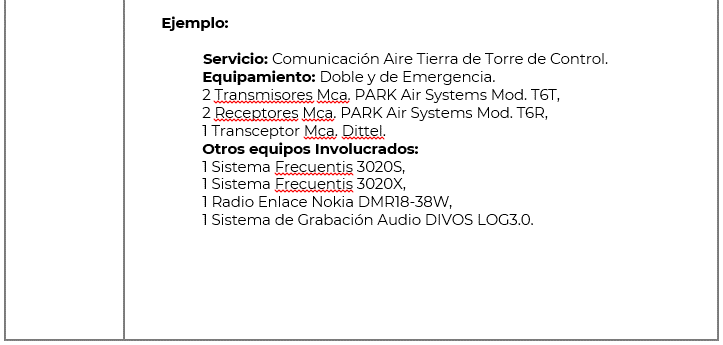 Ejemplo:
Servicio: Comunicación Aire Tierra de Torre de Control.
Equipamiento: Doble y de Emergencia.
2 Transmisores Mca. PARK Air Systems Mod. T6T,
2 Receptores Mca. PARK Air Systems Mod. T6R,
1 Transceptor Mca. Dittel.
Otros equipos Involucrados:
1 Sistema Frecuentis 3020S,
1 Sistema Frecuentis 3020X,
1 Radio Enlace Nokia DMR18-38W,
1 Sistema de Grabación Audio DIVOS LOG3.0.